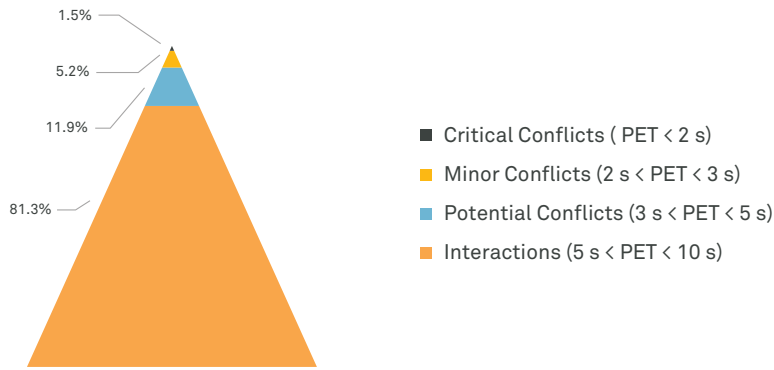 1.5%
5.2%
11.9%
81.3%
Critical Conflicts ( PET < 2 s)
Minor Conflicts (2 s < PET < 3 s)
Potential Conflicts (3 s < PET < 5 s)
Interactions (5 s < PET < 10 s)